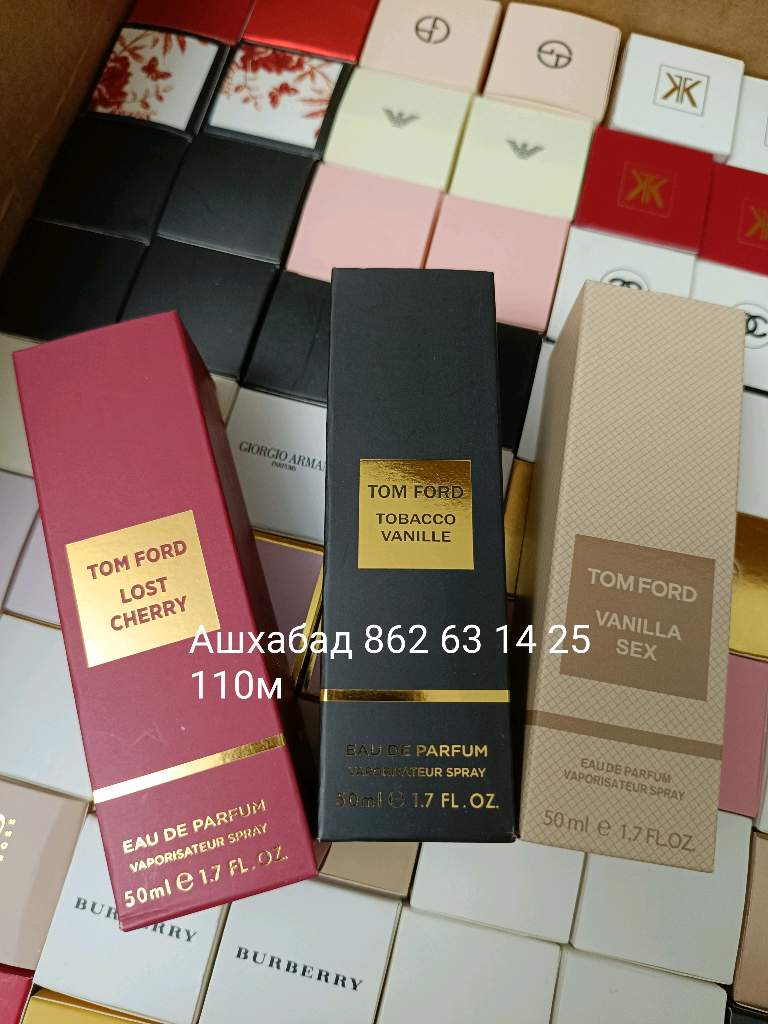 GIORGIO ARMANI
PARFUMS
TOM FORD
LOST
CHERRY
TOM FORD
TOBACCO
VANILLE
TOM FORD
VANILLA
SEX
Ашхабад 862 63 14 25
110м
EAU DE PARFUM
VAPORISATEUR SPRAY
50ml e 1.7 FL.OZ.
EAU DE PARFUM
VAPORISATEUR SPRAY
50ml e 1.7 FL.OZ.
EAU DE PARFUM
VAPORISATEUR SPRAY
50 ml e 1.7 FL.OZ.
BURBERRY
BURBERRY